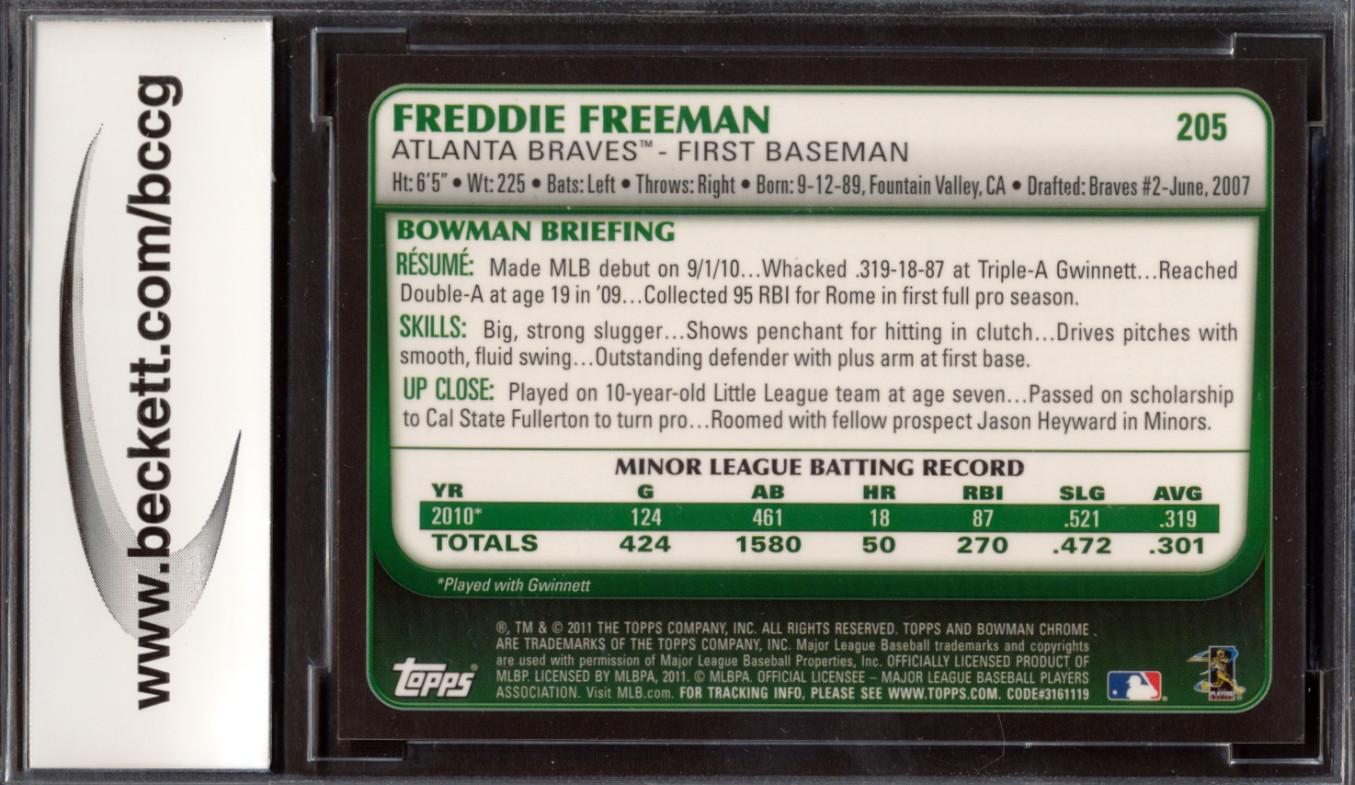 www.beckett.com/bccg
FREDDIE FREEMAN
205
ATLANTA BRAVES™ - FIRST BASEMAN
Ht: 6'5" • Wt: 225 • Bats: Left • Throws: Right • Born: 9-12-89, Fountain Valley, CA • Drafted: Braves #2-June, 2007
BOWMAN BRIEFING
RÉSUMÉ: Made MLB debut on 9/1/10...Whacked .319-18-87 at Triple-A Gwinnett...Reached
Double-A at age 19 in '09...Collected 95 RBI for Rome in first full pro season.
SKILLS: Big, strong slugger...Shows penchant for hitting in clutch...Drives pitches with
smooth, fluid swing...Outstanding defender with plus arm at first base.
UP CLOSE: Played on 10-year-old Little League team at age seven...Passed on scholarship
to Cal State Fullerton to turn pro...Roomed with fellow prospect Jason Heyward in Minors.
MINOR LEAGUE BATTING RECORD
YR G AB HR RBI SLG AVG
2010* 124 461 18 87 .521 .319
TOTALS 424 1580 50 270 .472 .301
*Played with Gwinnett
®, TM & © 2011 THE TOPPS COMPANY, INC. ALL RIGHTS RESERVED. TOPPS AND BOWMAN CHROME
ARE TRADEMARKS OF THE TOPPS COMPANY, INC. Major League Baseball trademarks and copyrights
are used with permission of Major League Baseball Properties, Inc. OFFICIALLY LICENSED PRODUCT OF
MLBP. LICENSED BY MLBPA, 2011. © MLBPA. OFFICIAL LICENSEE – MAJOR LEAGUE BASEBALL PLAYERS
ASSOCIATION. Visit MLB.com. FOR TRACKING INFO, PLEASE SEE WWW.TOPPS.COM. CODE#3161119
Topps®